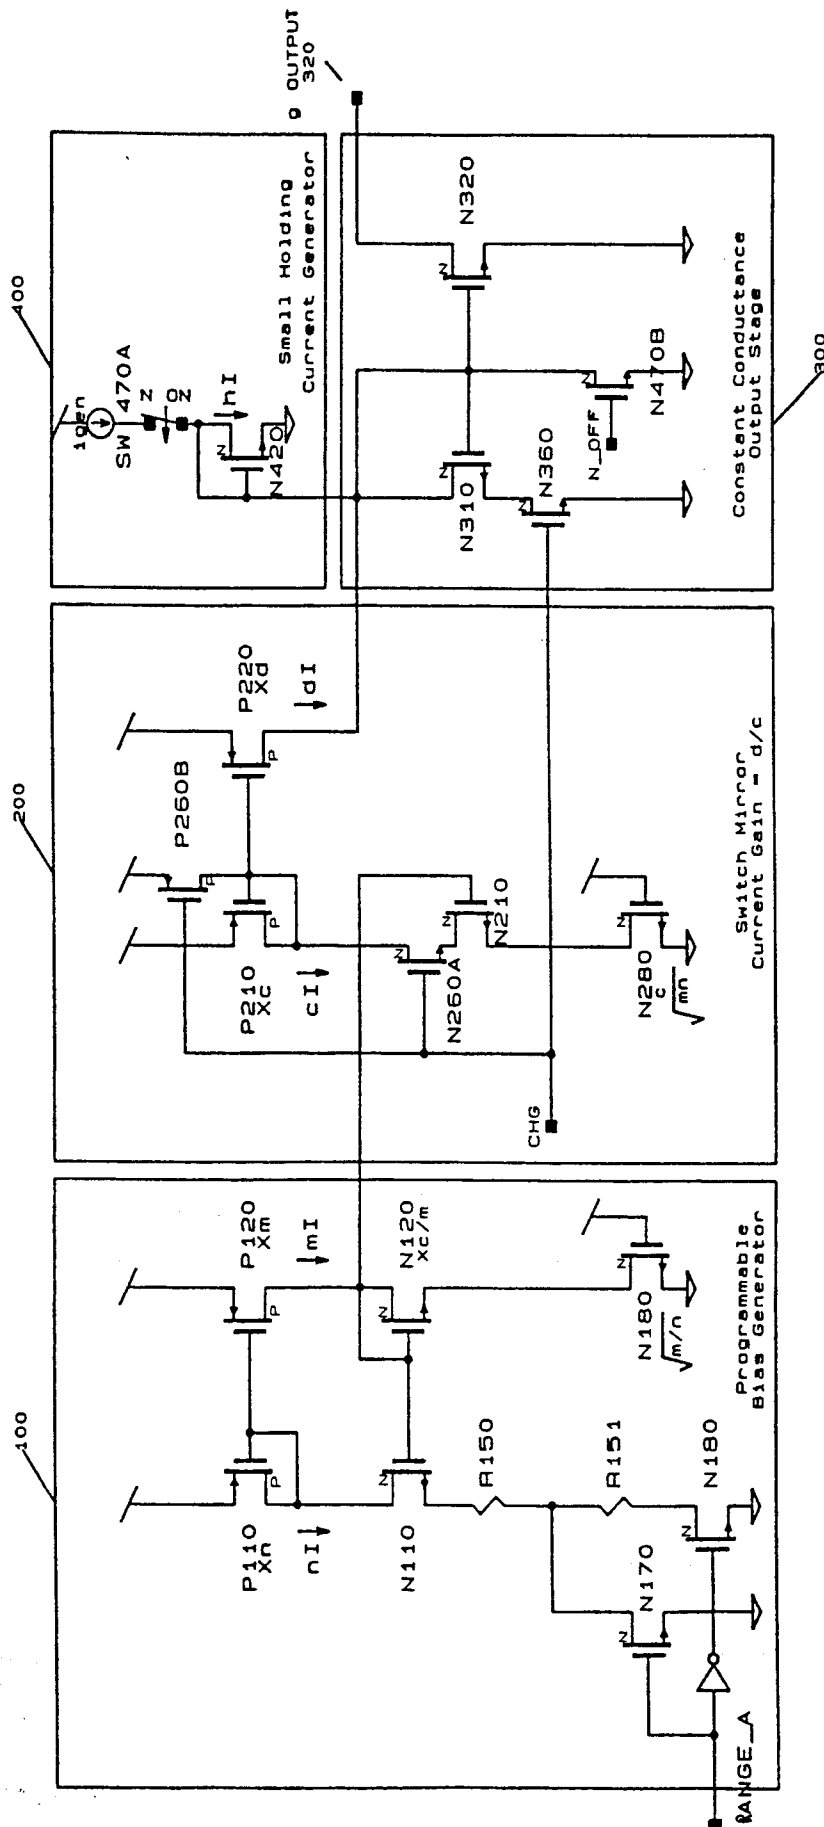 100
P110
Xn
nI
P120
Xm
mI
N110
N120
xc/m
R150
R151
N170
N180
N180
√m/n
RANGE_A
Programmable
Bias Generator
200
P260B
P210
Xc
cI
P220
Xd
dI
N260A
N210
N280
c
√mn
CHG
Switch Mirror
Current Gain = d/c
400
igen
SW 470A
Z
ON
hI
N420
Small Holding
Current Generator
g OUTPUT
320
N310
N320
N360
N_OFF
N470B
Constant Conductance
Output Stage
300
P
P
P
P
P
N
N
N
N
N
N
N
N
N
N
N
N
N